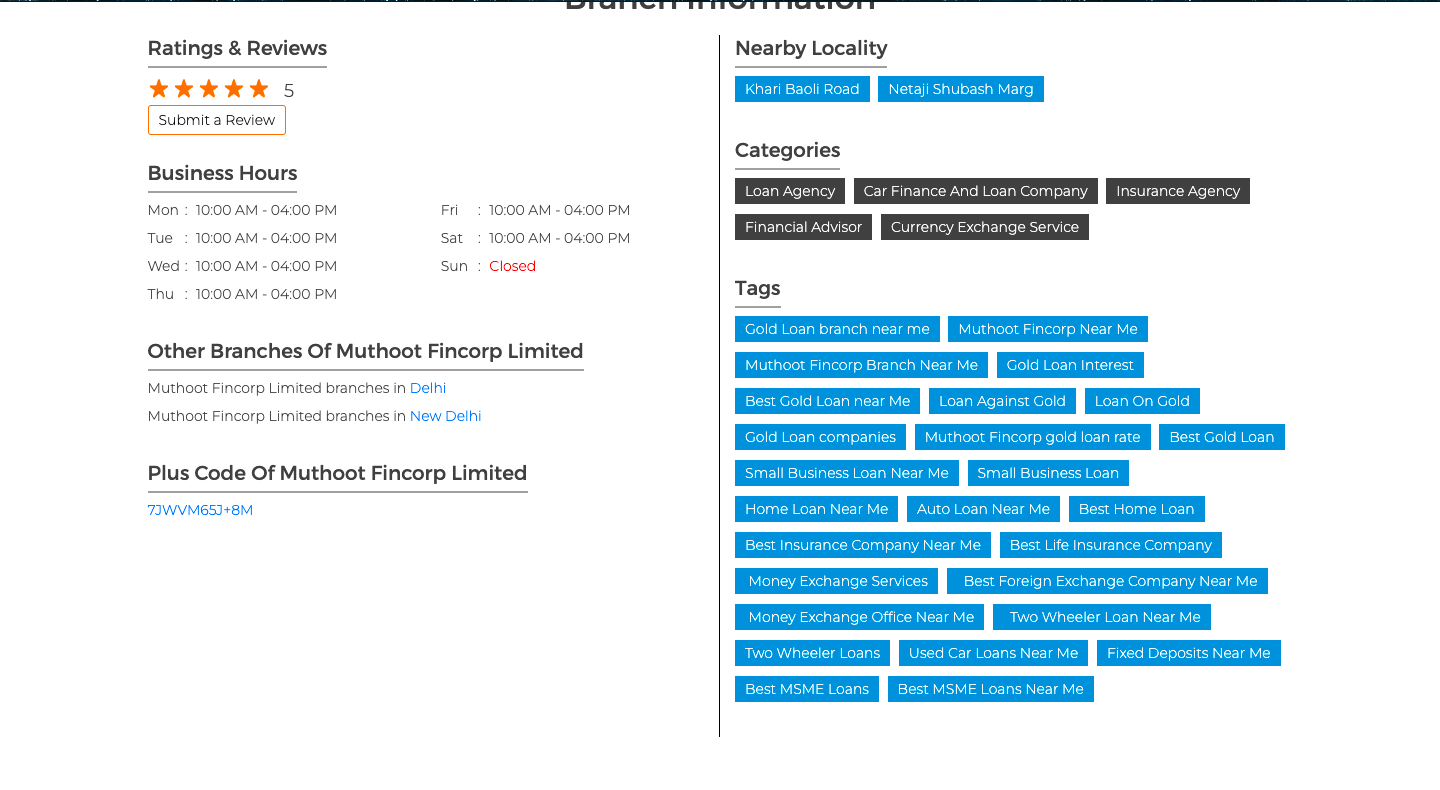 Branch Information
Ratings & Reviews
5
Submit a Review
Business Hours
Mon : 10:00 AM - 04:00 PM
Tue : 10:00 AM - 04:00 PM
Wed : 10:00 AM - 04:00 PM
Thu : 10:00 AM - 04:00 PM
Fri : 10:00 AM - 04:00 PM
Sat : 10:00 AM - 04:00 PM
Sun : Closed
Other Branches Of Muthoot Fincorp Limited
Muthoot Fincorp Limited branches in Delhi
Muthoot Fincorp Limited branches in New Delhi
Plus Code Of Muthoot Fincorp Limited
7JWVM65J+8M
Nearby Locality
Khari Baoli Road Netaji Shubash Marg
Categories
Loan Agency Car Finance And Loan Company Insurance Agency
Financial Advisor Currency Exchange Service
Tags
Gold Loan branch near me Muthoot Fincorp Near Me
Muthoot Fincorp Branch Near Me Gold Loan Interest
Best Gold Loan near Me Loan Against Gold Loan On Gold
Gold Loan companies Muthoot Fincorp gold loan rate Best Gold Loan
Small Business Loan Near Me Small Business Loan
Home Loan Near Me Auto Loan Near Me Best Home Loan
Best Insurance Company Near Me Best Life Insurance Company
Money Exchange Services Best Foreign Exchange Company Near Me
Money Exchange Office Near Me Two Wheeler Loan Near Me
Two Wheeler Loans Used Car Loans Near Me Fixed Deposits Near Me
Best MSME Loans Best MSME Loans Near Me